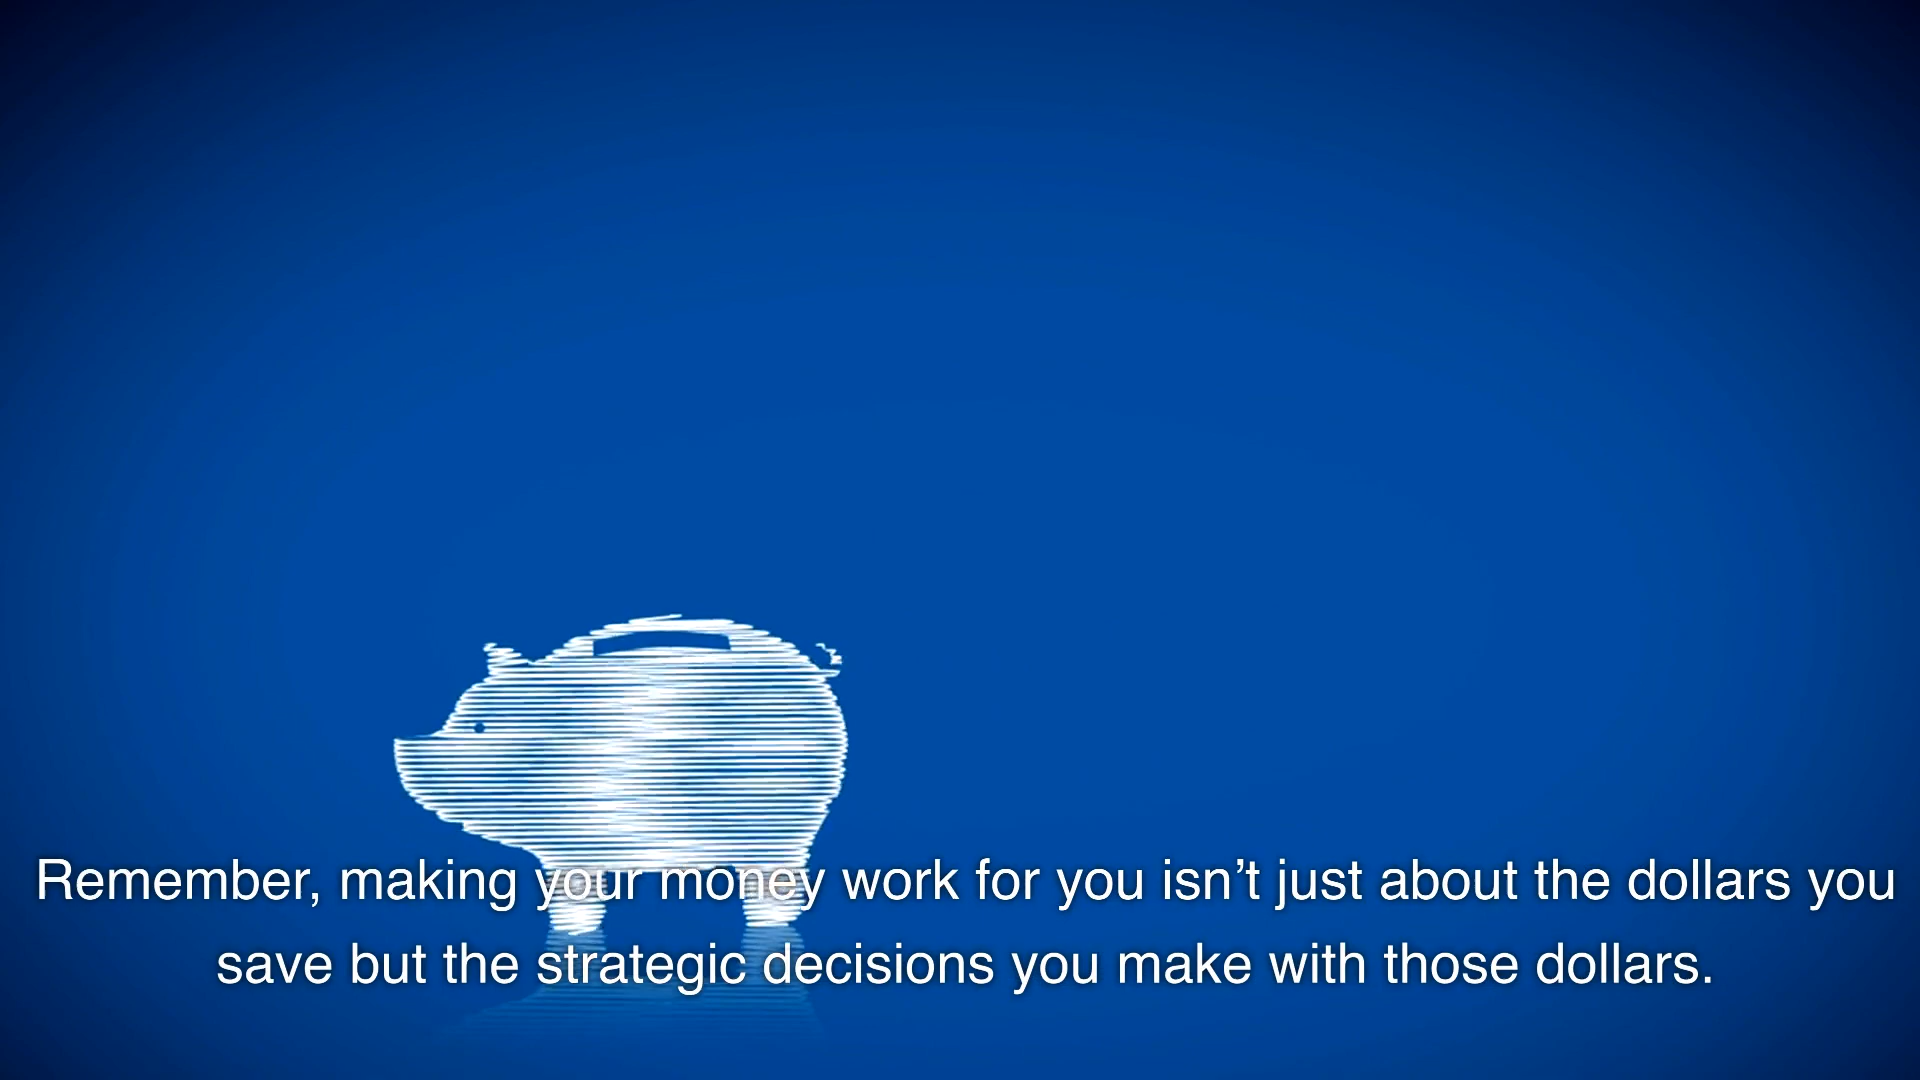 Remember, making your money work for you isn’t just about the dollars you
save but the strategic decisions you make with those dollars.